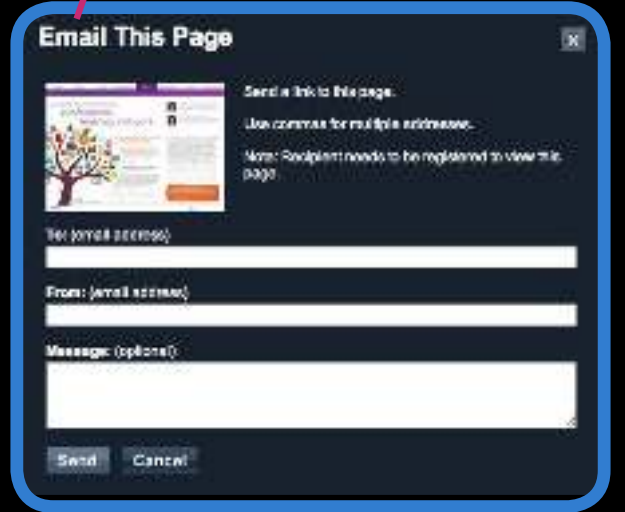 Email This Page
x
Send a link to this page.
Use commas for multiple addresses.
Note: Recipient needs to be registered to view this
page.
To: (email address)
From: (email address)
Message: (optional)
Send
Cancel